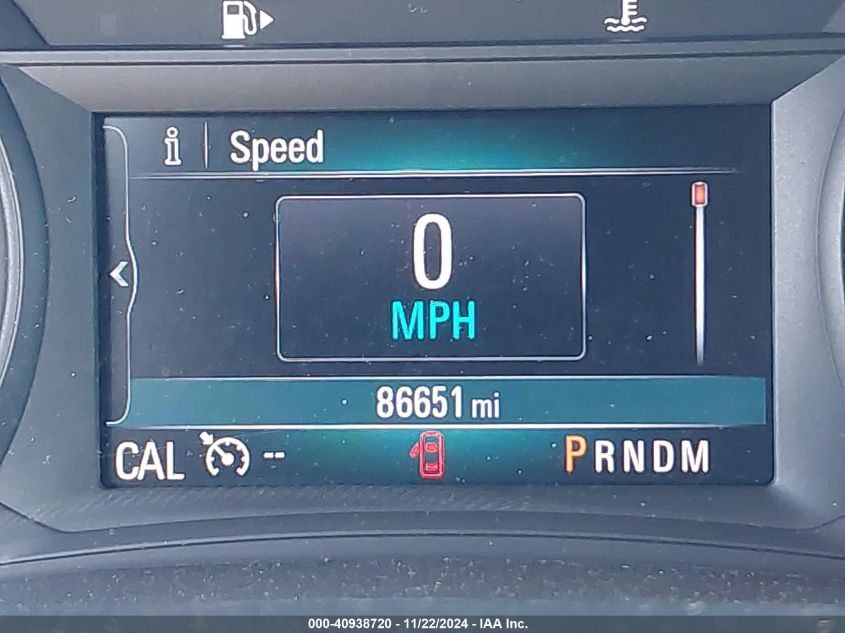 i Speed
0
MPH
86651 mi
CAL -- PRNDM
000-40938720 - 11/22/2024 - IAA Inc.